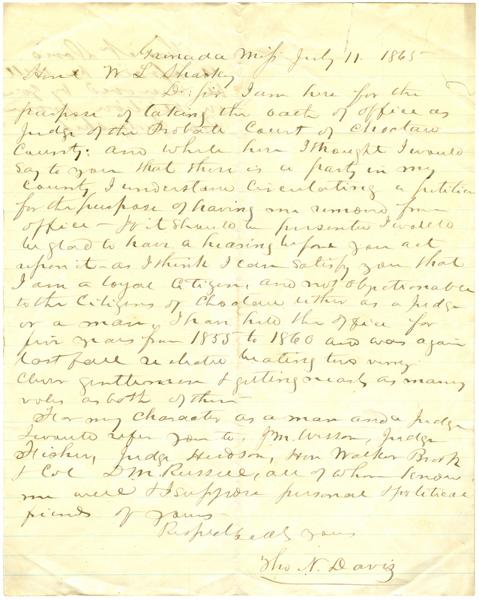 Grenada Miss July 11 1865
Hond W L Sharkey
Dr Sir I am here for the
purpose of taking the oath of office as
Judge of the Probate Court of Choctaw
County: and while here I thought I would
say to you that there is a party in my
County I understand circulating a petition
for the purpose of having me removed from
office - If it should be presented I would
be glad to have a hearing before you act
upon it - as I think I can satisfy you that
I am a loyal citizen, and not objectionable
to the citizens of Choctaw either as a Judge
or a man, I have held the office for
five years from 1855 to 1860 and was again
last fall re elected beating two very
clever gentlemen & getting nearly as many
votes as both of them -
For my character as a man and a Judge
I would refer you to J M. Wesson, Judge
Fisher, Judge Hudson, Hon Walker Brook
& Col D M Russell, all of whom know
me well & I suppose personal & political
friends of yours -
Respectfully yours
Tho N. Davis